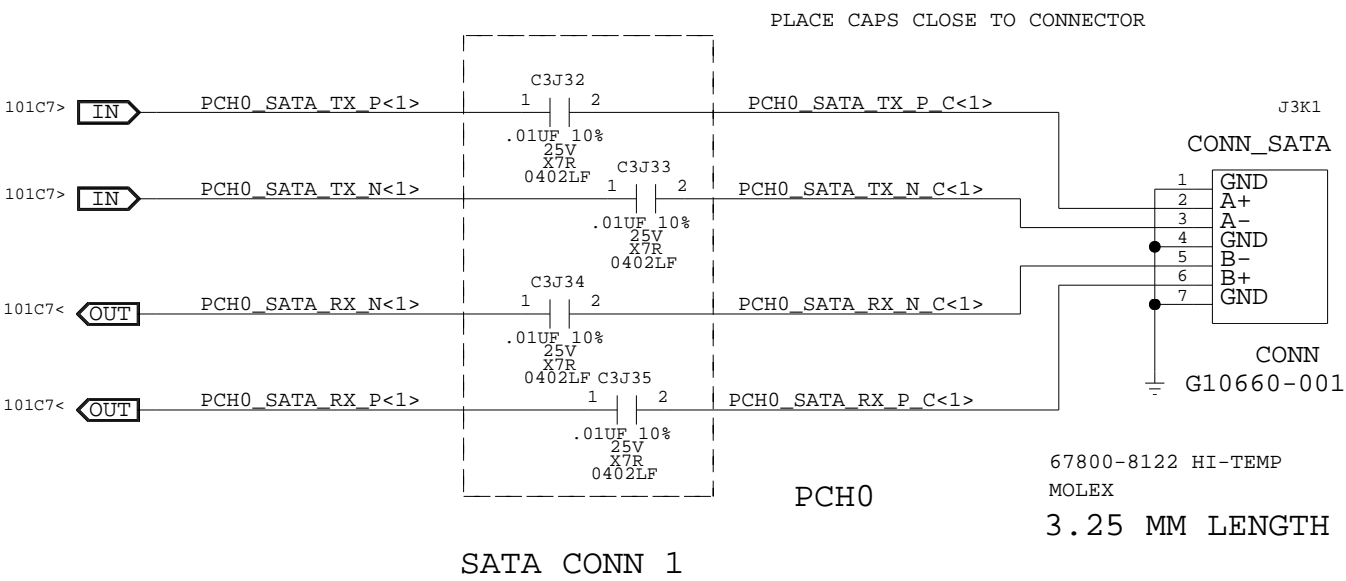 PLACE CAPS CLOSE TO CONNECTOR
C3J32
101C7> IN PCH0_SATA_TX_P<1> 1 2 PCH0_SATA_TX_P_C<1>
.01UF 10%
25V
X7R
0402LF
J3K1
CONN_SATA
C3J33
101C7> IN PCH0_SATA_TX_N<1> 1 2 PCH0_SATA_TX_N_C<1>
.01UF 10%
25V
X7R
0402LF
1 GND
2 A+
3 A-
4 GND
5 B-
6 B+
7 GND
C3J34
101C7< OUT PCH0_SATA_RX_N<1> 1 2 PCH0_SATA_RX_N_C<1>
.01UF 10%
25V
X7R
0402LF
CONN
G10660-001
C3J35
101C7< OUT PCH0_SATA_RX_P<1> 1 2 PCH0_SATA_RX_P_C<1>
.01UF 10%
25V
X7R
0402LF
PCH0
67800-8122 HI-TEMP
MOLEX
3.25 MM LENGTH
SATA CONN 1